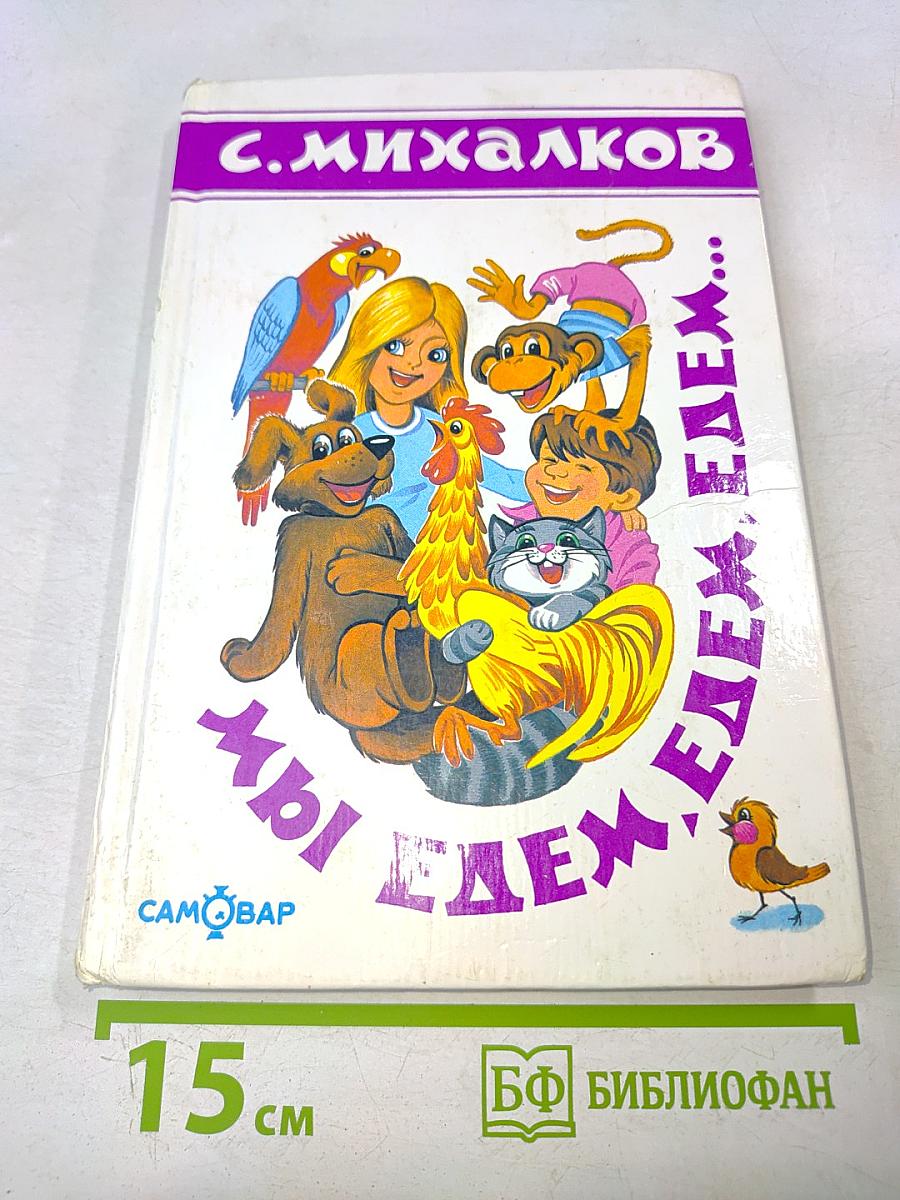 С. МИХАЛКОВ
МЫ ЕДЕМ, ЕДЕМ, ЕДЕМ...
САМОВАР
15 см
БФ БИБЛИОФАН